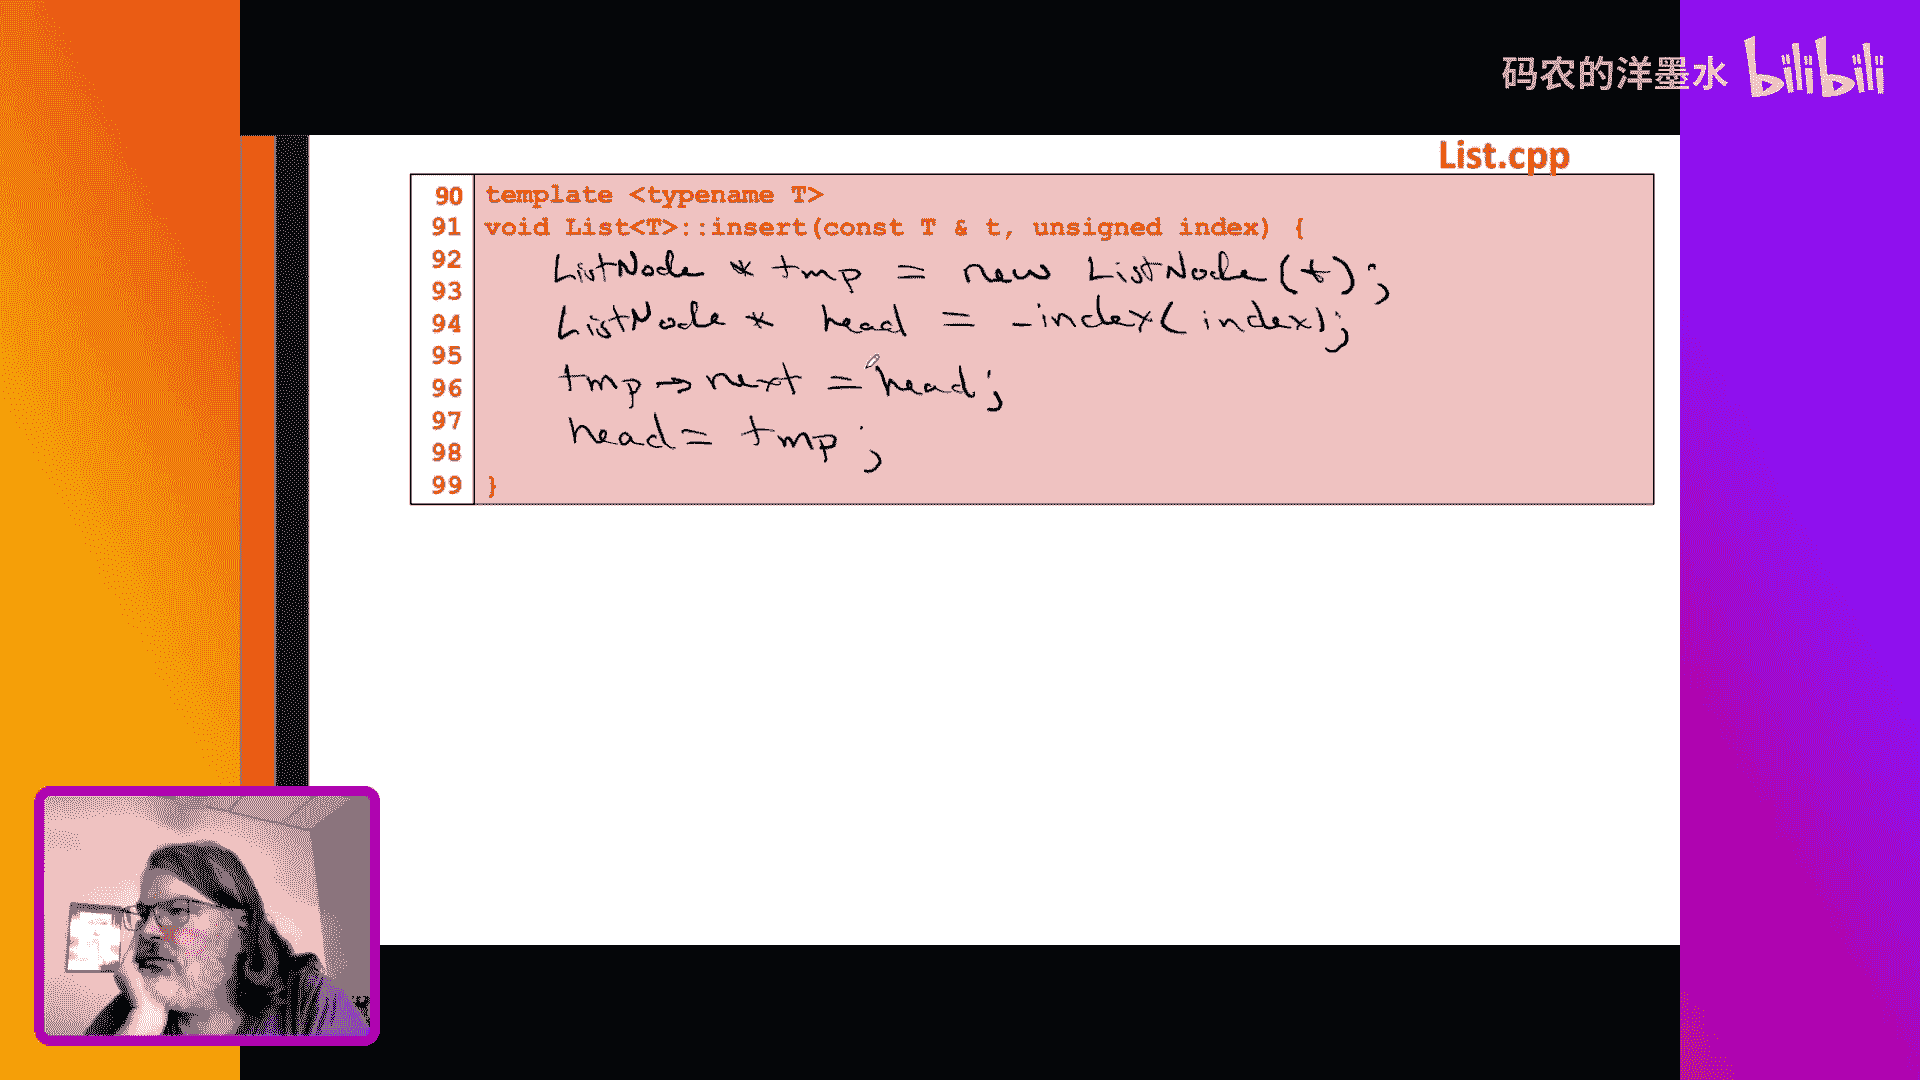 码农的洋墨水 bilibili
List.cpp
90 template <typename T>
91 void List<T>::insert(const T & t, unsigned index) {
92 ListNode * tmp = new ListNode(t);
93
94 ListNode * head = _index(index);
95
96 tmp → next = head;
97 head = tmp;
98
99 }